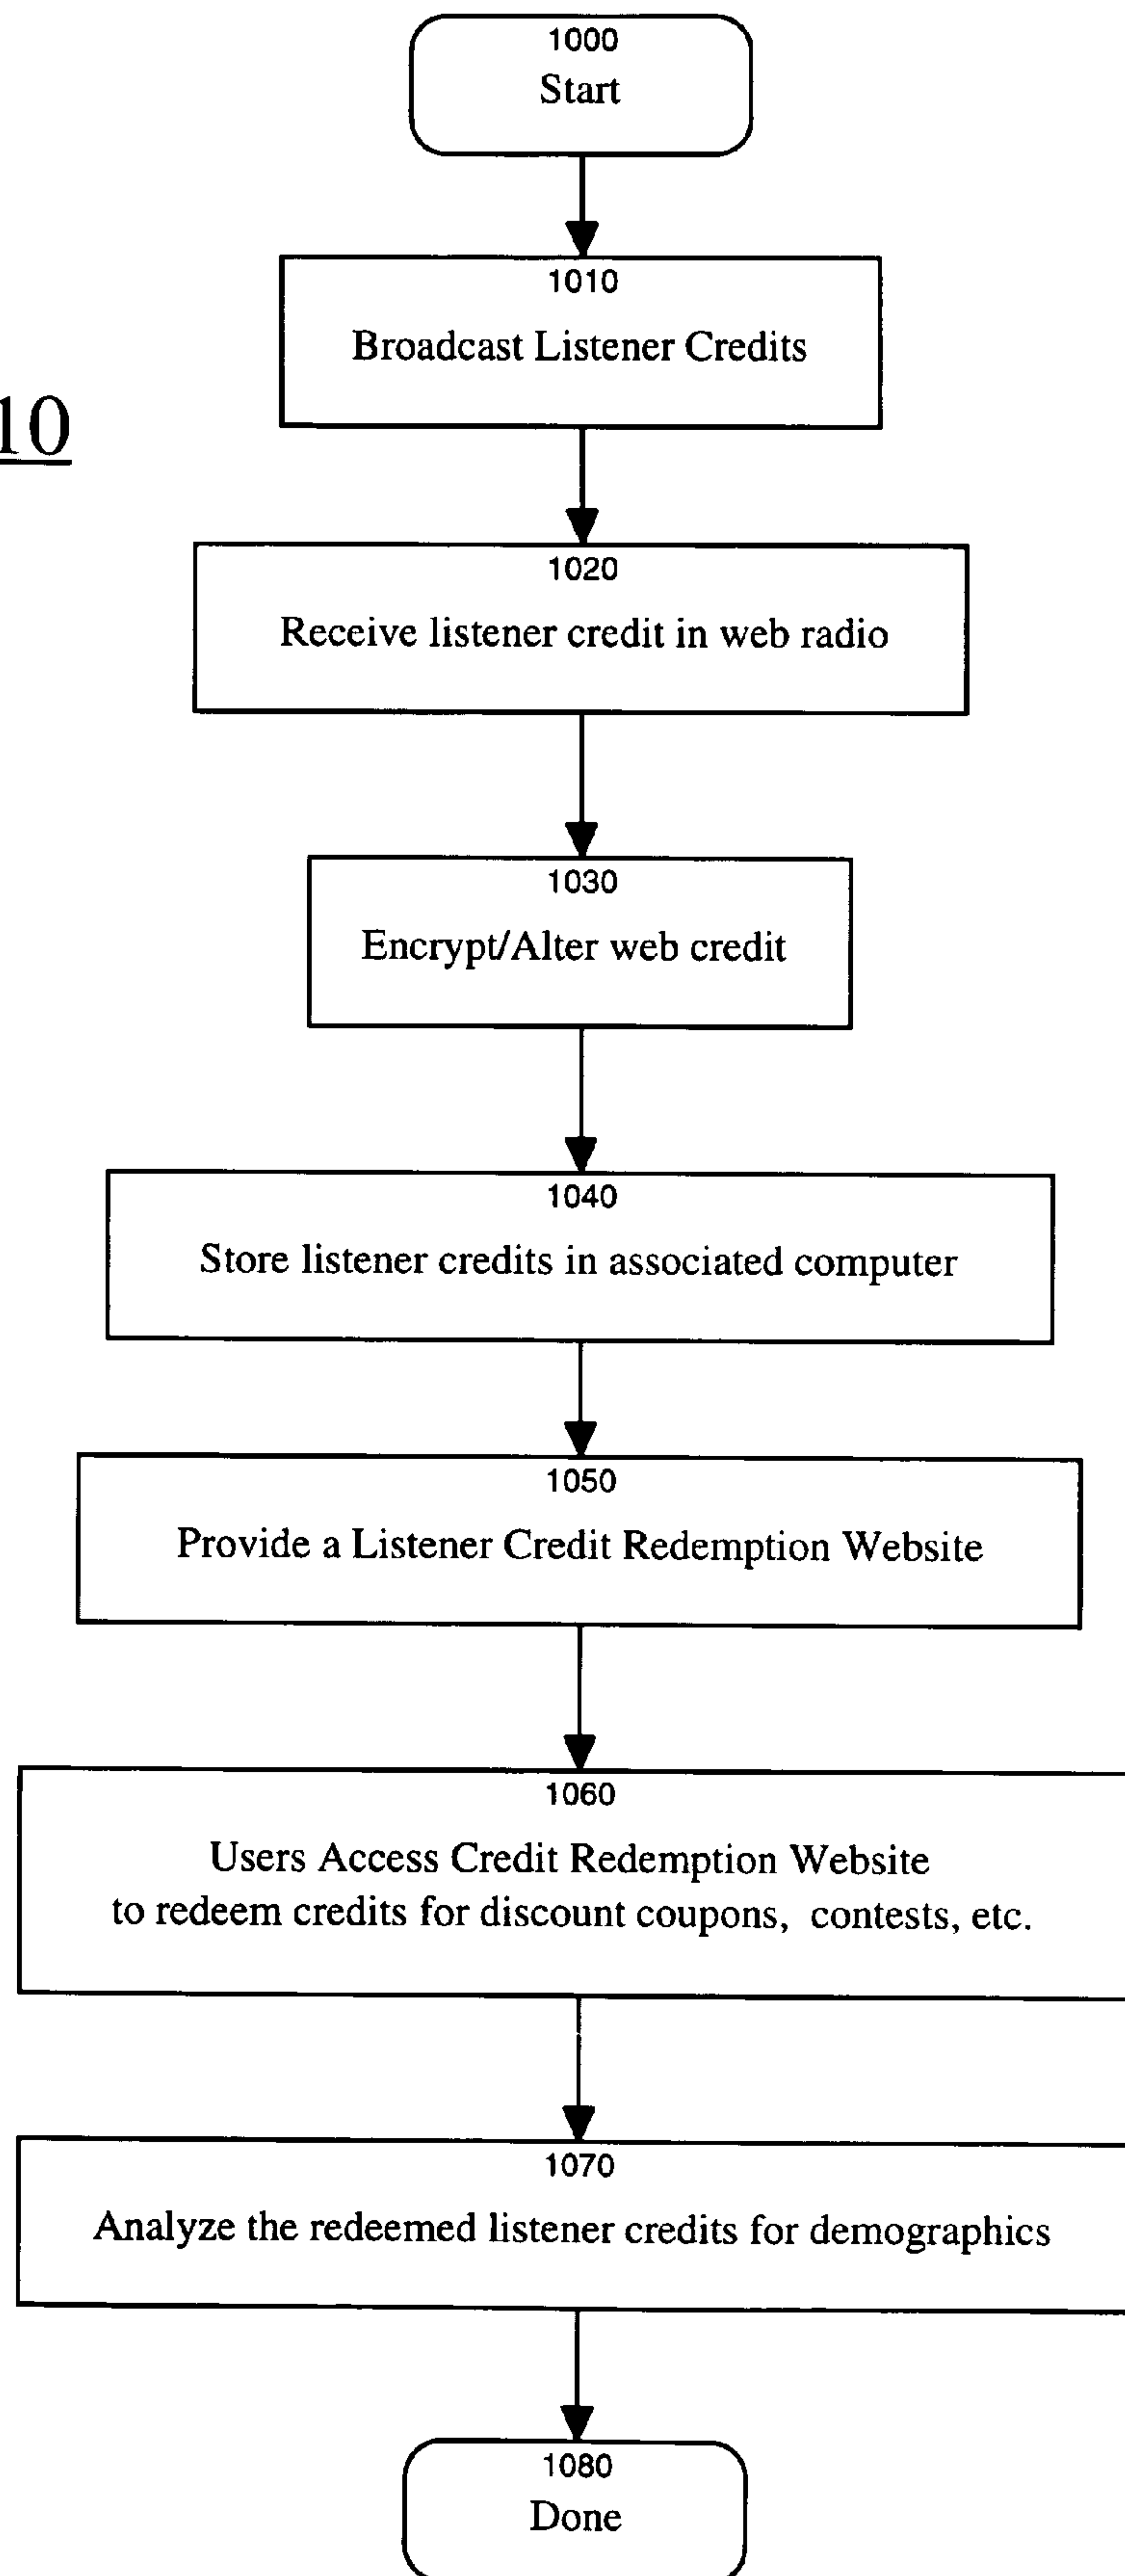 1000
Start
1010
Broadcast Listener Credits
10
1020
Receive listener credit in web radio
1030
Encrypt/Alter web credit
1040
Store listener credits in associated computer
1050
Provide a Listener Credit Redemption Website
1060
Users Access Credit Redemption Website
to redeem credits for discount coupons, contests, etc.
1070
Analyze the redeemed listener credits for demographics
1080
Done